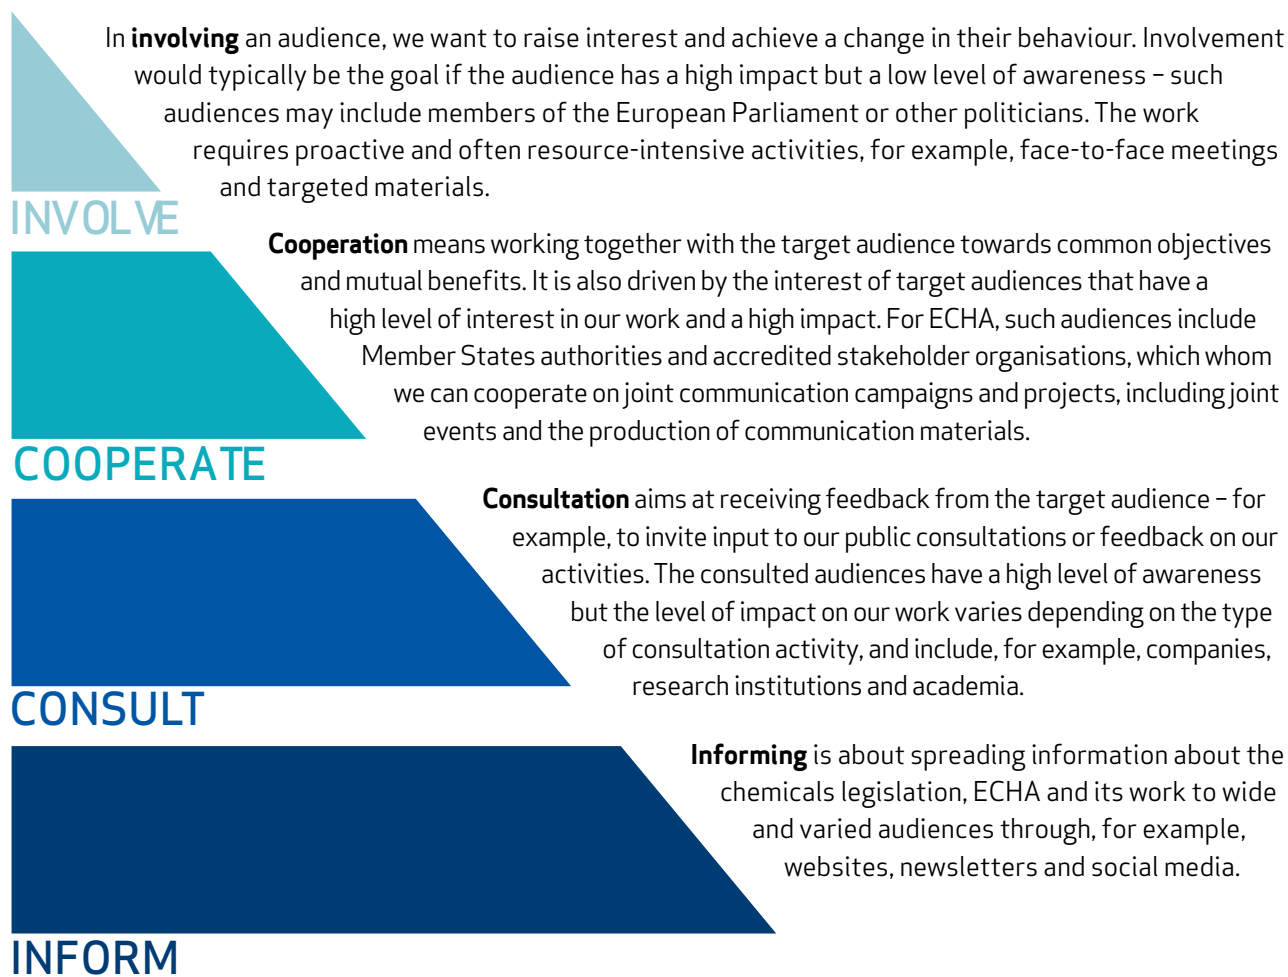 In involving an audience, we want to raise interest and achieve a change in their behaviour. Involvement
would typically be the goal if the audience has a high impact but a low level of awareness – such
audiences may include members of the European Parliament or other politicians. The work
requires proactive and often resource-intensive activities, for example, face-to-face meetings
and targeted materials.
INVOLVE
Cooperation means working together with the target audience towards common objectives
and mutual benefits. It is also driven by the interest of target audiences that have a
high level of interest in our work and a high impact. For ECHA, such audiences include
Member States authorities and accredited stakeholder organisations, which whom
we can cooperate on joint communication campaigns and projects, including joint
events and the production of communication materials.
COOPERATE
Consultation aims at receiving feedback from the target audience – for
example, to invite input to our public consultations or feedback on our
activities. The consulted audiences have a high level of awareness
but the level of impact on our work varies depending on the type
of consultation activity, and include, for example, companies,
research institutions and academia.
CONSULT
Informing is about spreading information about the
chemicals legislation, ECHA and its work to wide
and varied audiences through, for example,
websites, newsletters and social media.
INFORM